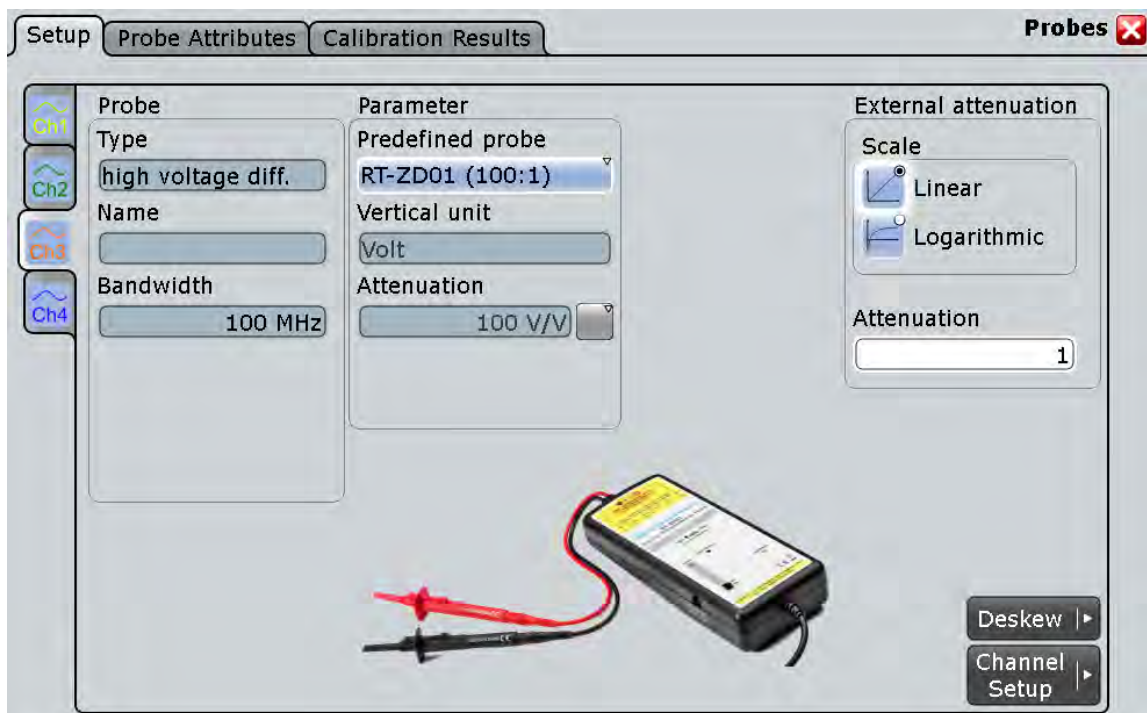 Setup
Probe Attributes
Calibration Results
Probes
Ch1
Ch2
Ch3
Ch4
Probe
Type
high voltage diff.
Name
Bandwidth
100 MHz
Parameter
Predefined probe
RT-ZD01 (100:1)
Vertical unit
Volt
Attenuation
100 V/V
External attenuation
Scale
Linear
Logarithmic
Attenuation
1
Deskew
Channel
Setup